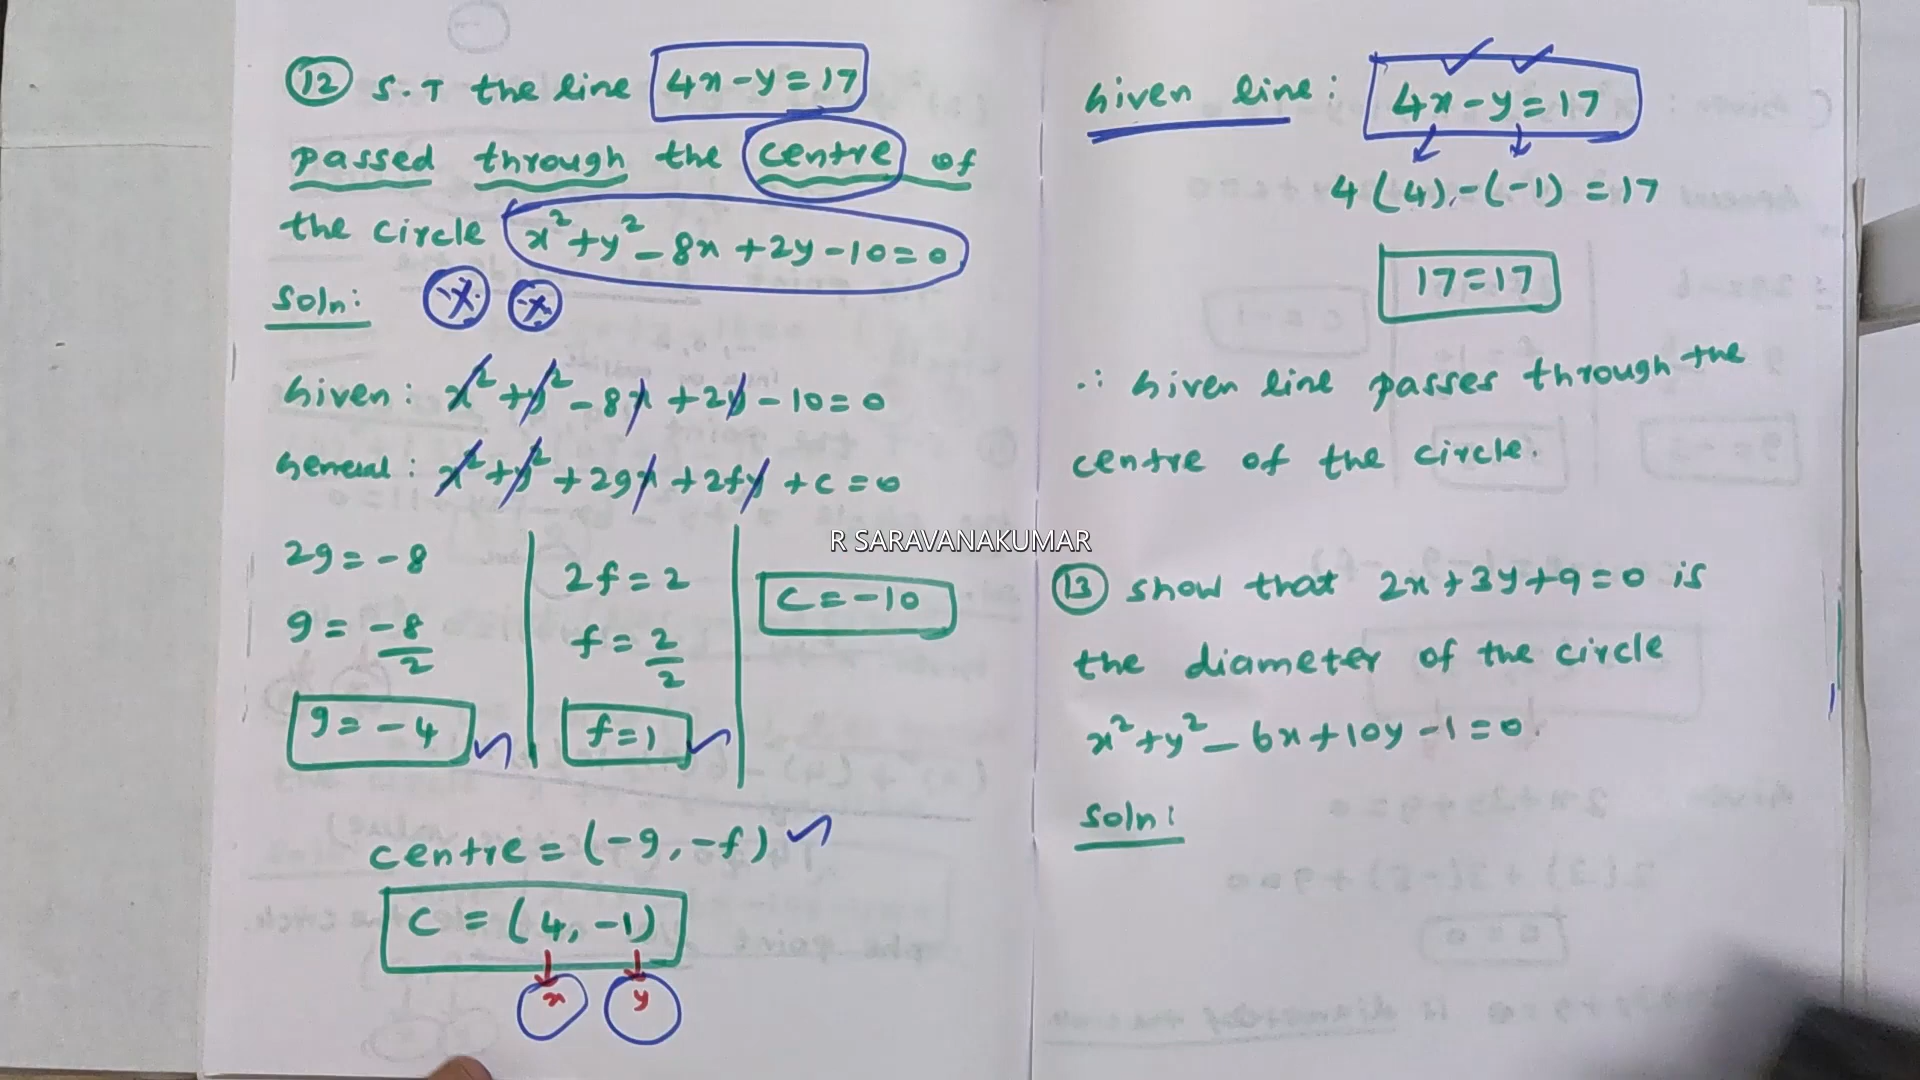 12 S.T the line 4x-y=17
passed through the centre of
the circle x²+y²-8x+2y-10=0
Soln:
Given: x²+y²-8x+2y-10=0
General: x²+y²+2gx+2fy+c=0
2g=-8
g=-8/2
g=-4
2f=2
f=2/2
f=1
c=-10
centre=(-g,-f)
C=(4,-1)
x y
Given line: 4x-y=17
4(4)-(-1)=17
17=17
∴ Given line passes through the
centre of the circle.
R SARAVANAKUMAR
13 show that 2x+3y+9=0 is
the diameter of the circle
x²+y²-6x+10y-1=0.
Soln: